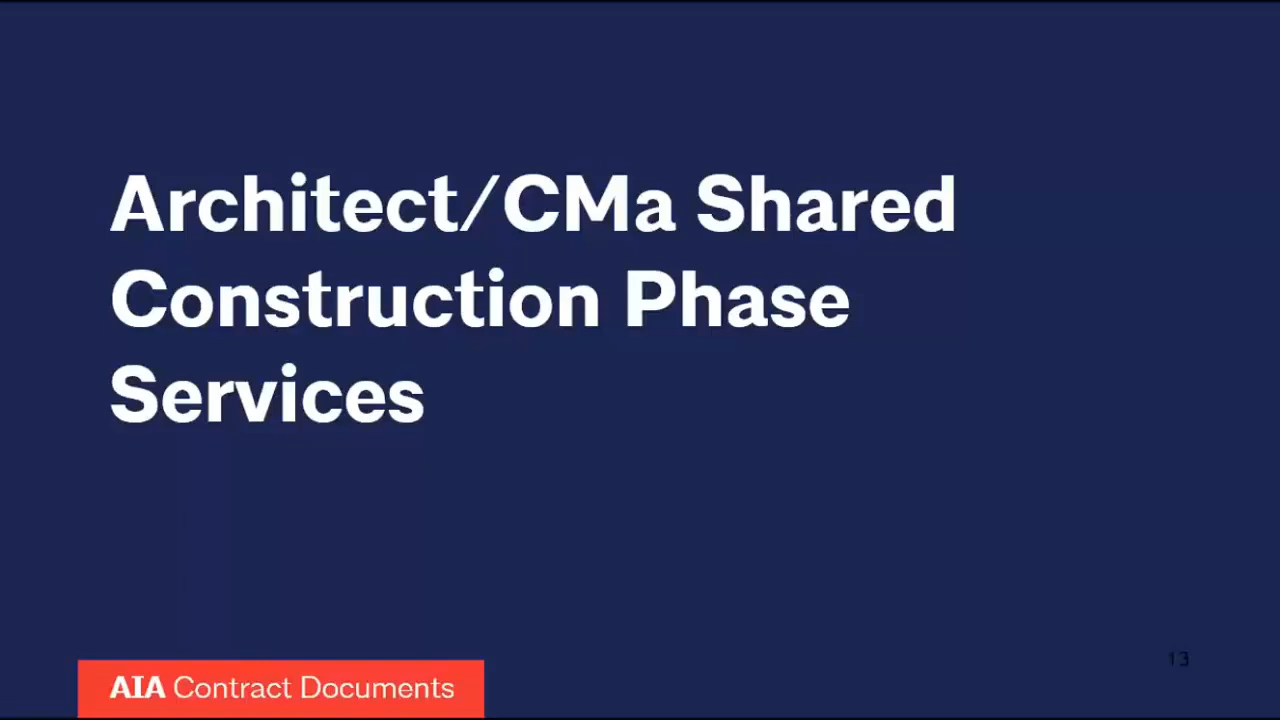 Architect/CMa Shared
Construction Phase
Services
13
AIA Contract Documents